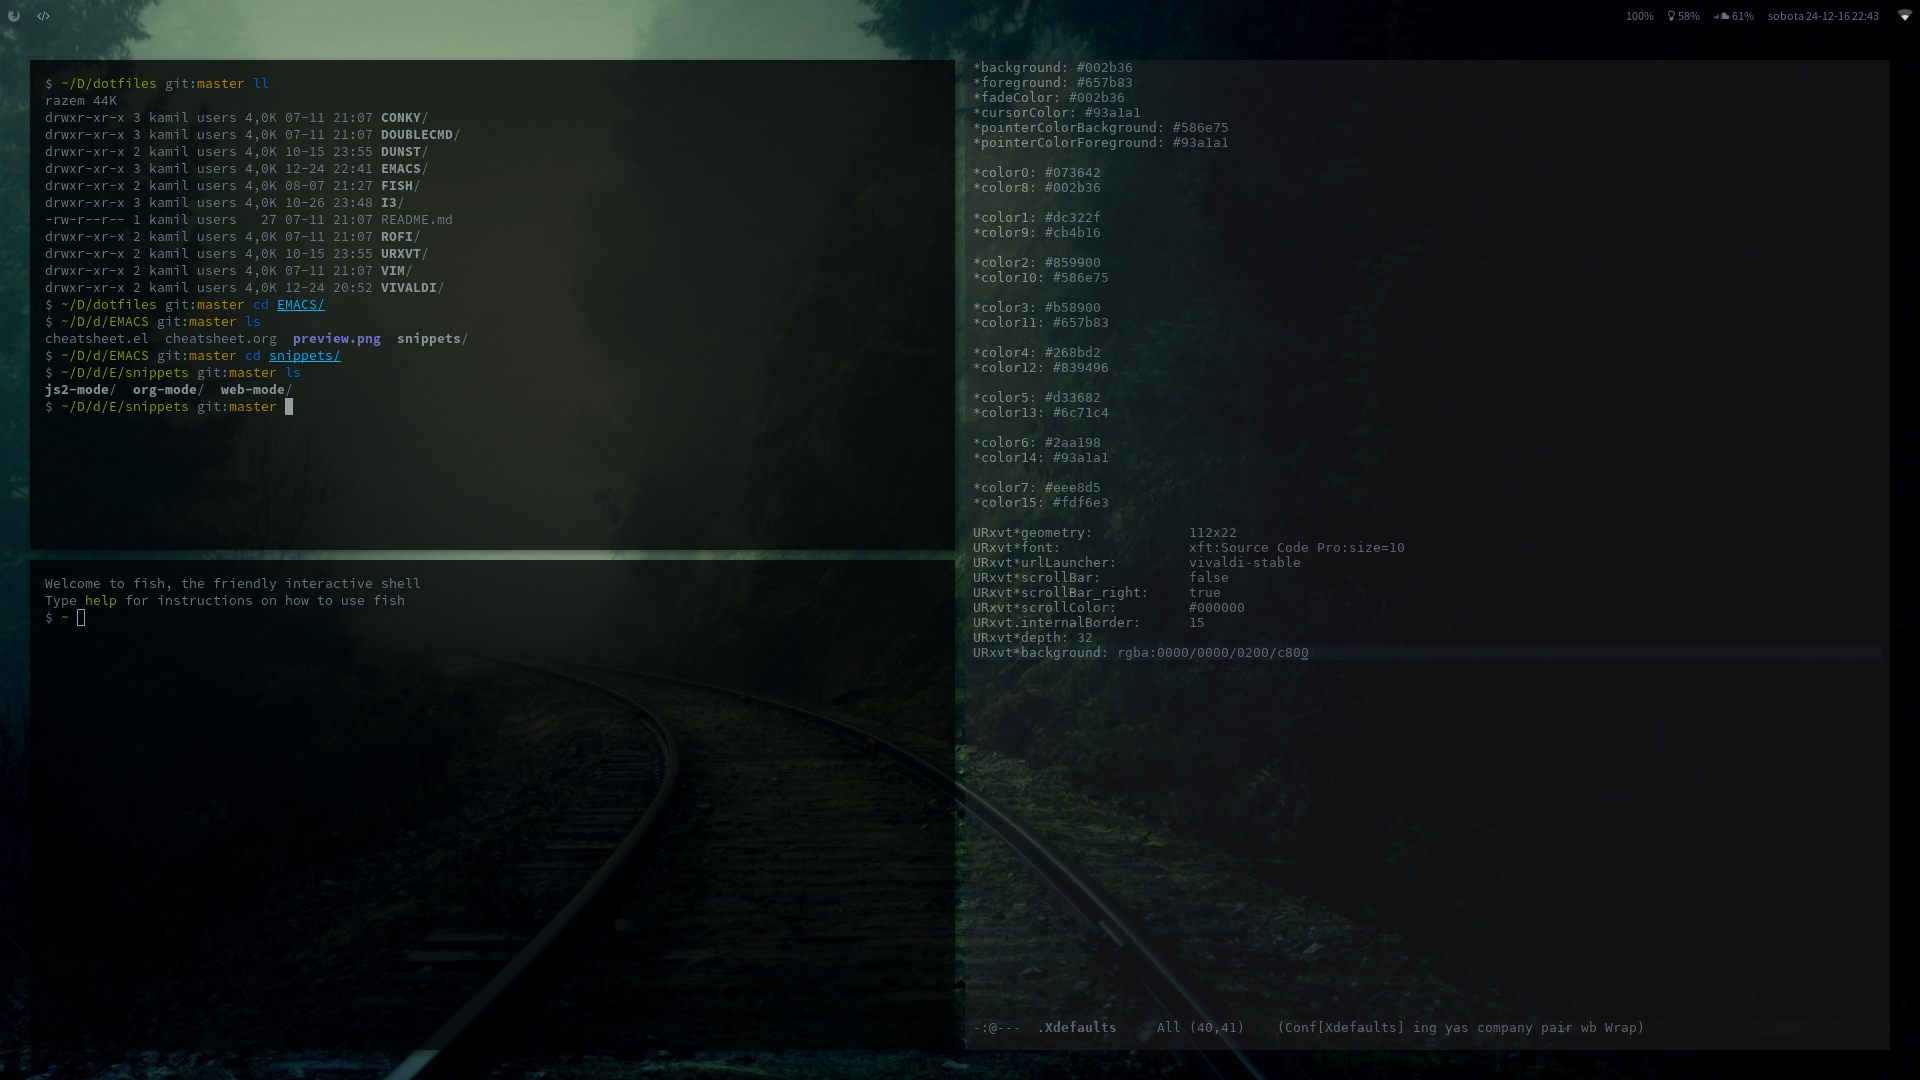 </> 100% 58% 61% sobota 24-12-16 22:43
$ ~/D/dotfiles git:master ll
razem 44K
drwxr-xr-x 3 kamil users 4,0K 07-11 21:07 CONKY/
drwxr-xr-x 3 kamil users 4,0K 07-11 21:07 DOUBLECMD/
drwxr-xr-x 2 kamil users 4,0K 10-15 23:55 DUNST/
drwxr-xr-x 3 kamil users 4,0K 12-24 22:41 EMACS/
drwxr-xr-x 2 kamil users 4,0K 08-07 21:27 FISH/
drwxr-xr-x 3 kamil users 4,0K 10-26 23:48 I3/
-rw-r--r-- 1 kamil users   27 07-11 21:07 README.md
drwxr-xr-x 2 kamil users 4,0K 07-11 21:07 ROFI/
drwxr-xr-x 2 kamil users 4,0K 10-15 23:55 URXVT/
drwxr-xr-x 2 kamil users 4,0K 07-11 21:07 VIM/
drwxr-xr-x 2 kamil users 4,0K 12-24 20:52 VIVALDI/
$ ~/D/dotfiles git:master cd EMACS/
$ ~/D/d/EMACS git:master ls
cheatsheet.el  cheatsheet.org  preview.png  snippets/
$ ~/D/d/EMACS git:master cd snippets/
$ ~/D/d/E/snippets git:master ls
js2-mode/  org-mode/  web-mode/
$ ~/D/d/E/snippets git:master
Welcome to fish, the friendly interactive shell
Type help for instructions on how to use fish
$ ~
*background: #002b36
*foreground: #657b83
*fadeColor: #002b36
*cursorColor: #93a1a1
*pointerColorBackground: #586e75
*pointerColorForeground: #93a1a1
*color0: #073642
*color8: #002b36
*color1: #dc322f
*color9: #cb4b16
*color2: #859900
*color10: #586e75
*color3: #b58900
*color11: #657b83
*color4: #268bd2
*color12: #839496
*color5: #d33682
*color13: #6c71c4
*color6: #2aa198
*color14: #93a1a1
*color7: #eee8d5
*color15: #fdf6e3
URxvt*geometry:            112x22
URxvt*font:                xft:Source Code Pro:size=10
URxvt*urlLauncher:         vivaldi-stable
URxvt*scrollBar:           false
URxvt*scrollBar_right:     true
URxvt*scrollColor:         #000000
URxvt.internalBorder:      15
URxvt*depth: 32
URxvt*background: rgba:0000/0000/0200/c800
-:@---  .Xdefaults     All (40,41)    (Conf[Xdefaults] ing yas company pair wb Wrap)